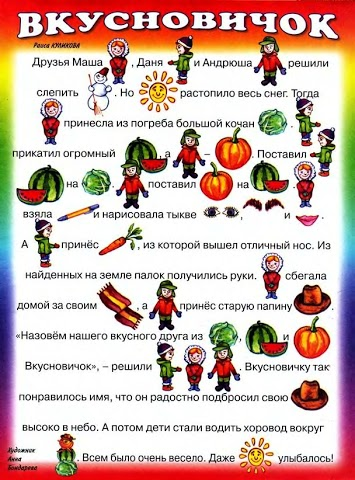 ВКУСНОВИЧОК
Раиса КУЛИКОВА
Друзья Маша , Даня и Андрюша решили
слепить . Но растопило весь снег. Тогда
принесла из погреба большой кочан .
прикатил огромный , а . Поставил
на , поставил на .
взяла и нарисовала тыкве , и .
А принёс , из которой вышел отличный нос. Из
найденных на земле палок получились руки. сбегала
домой за своим , а принёс старую папину .
«Назовём нашего вкусного друга из , и
Вкусновичок», – решили . Вкусновичку так
понравилось имя, что он радостно подбросил свою
высоко в небо. А потом дети стали водить хоровод вокруг
. Всем было очень весело. Даже улыбалось!
Художник
Анна
Бондарева